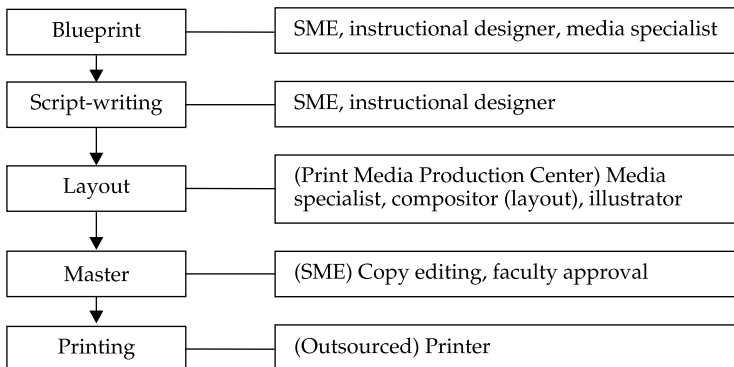 Blueprint
SME, instructional designer, media specialist
Script-writing
SME, instructional designer
Layout
(Print Media Production Center) Media
specialist, compositor (layout), illustrator
Master
(SME) Copy editing, faculty approval
Printing
(Outsourced) Printer